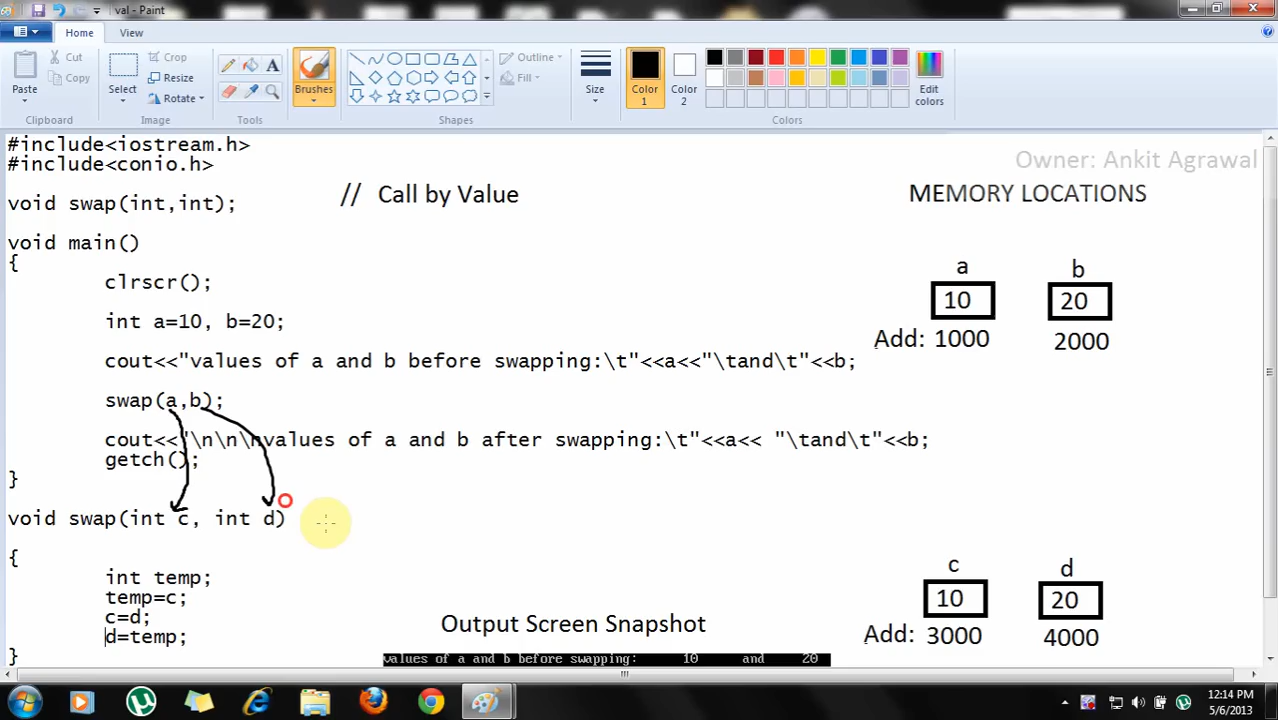 val - Paint
Home
View
Paste
Cut
Copy
Clipboard
Select
Crop
Resize
Rotate
Image
A
Tools
Brushes
Outline
Fill
Shapes
Size
Color 1
Color 2
Edit colors
Colors
#include<iostream.h>
#include<conio.h>
Owner: Ankit Agrawal
void swap(int,int);
// Call by Value
MEMORY LOCATIONS
void main()
{
clrscr();
int a=10, b=20;
a b
10 20
Add: 1000 2000
cout<<"values of a and b before swapping:\t"<<a<<"\tand\t"<<b;
swap(a,b);
cout<<"\n\n\nvalues of a and b after swapping:\t"<<a<< "\tand\t"<<b;
getch();
}
void swap(int c, int d)
{
int temp;
temp=c;
c=d;
d=temp;
}
c d
10 20
Add: 3000 4000
Output Screen Snapshot
values of a and b before swapping: 10 and 20
12:14 PM
5/6/2013